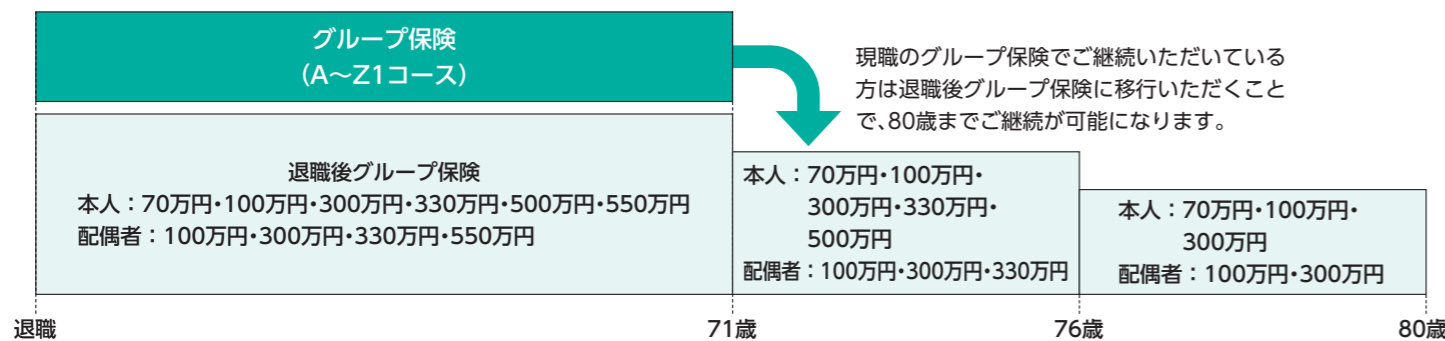 グループ保険
(A〜Z1コース)
現職のグループ保険でご継続いただいている
方は退職後グループ保険に移行いただくこと
で、80歳までご継続が可能になります。
退職後グループ保険
本人：70万円・100万円・300万円・330万円・500万円・550万円
配偶者：100万円・300万円・330万円・550万円
本人：70万円・100万円・
300万円・330万円・
500万円
配偶者：100万円・300万円・330万円
本人：70万円・100万円・
300万円
配偶者：100万円・300万円
退職
71歳
76歳
80歳